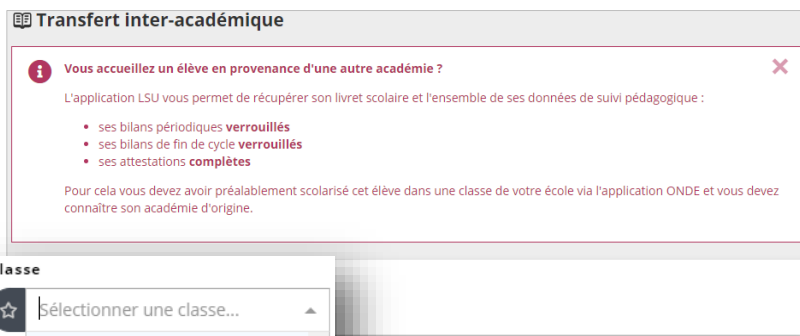 Transfert inter-académique
Vous accueillez un élève en provenance d'une autre académie ?
L'application LSU vous permet de récupérer son livret scolaire et l'ensemble de ses données de suivi pédagogique :
• ses bilans périodiques verrouillés
• ses bilans de fin de cycle verrouillés
• ses attestations complètes
Pour cela vous devez avoir préalablement scolarisé cet élève dans une classe de votre école via l'application ONDE et vous devez
connaître son académie d'origine.
lasse
Sélectionner une classe...